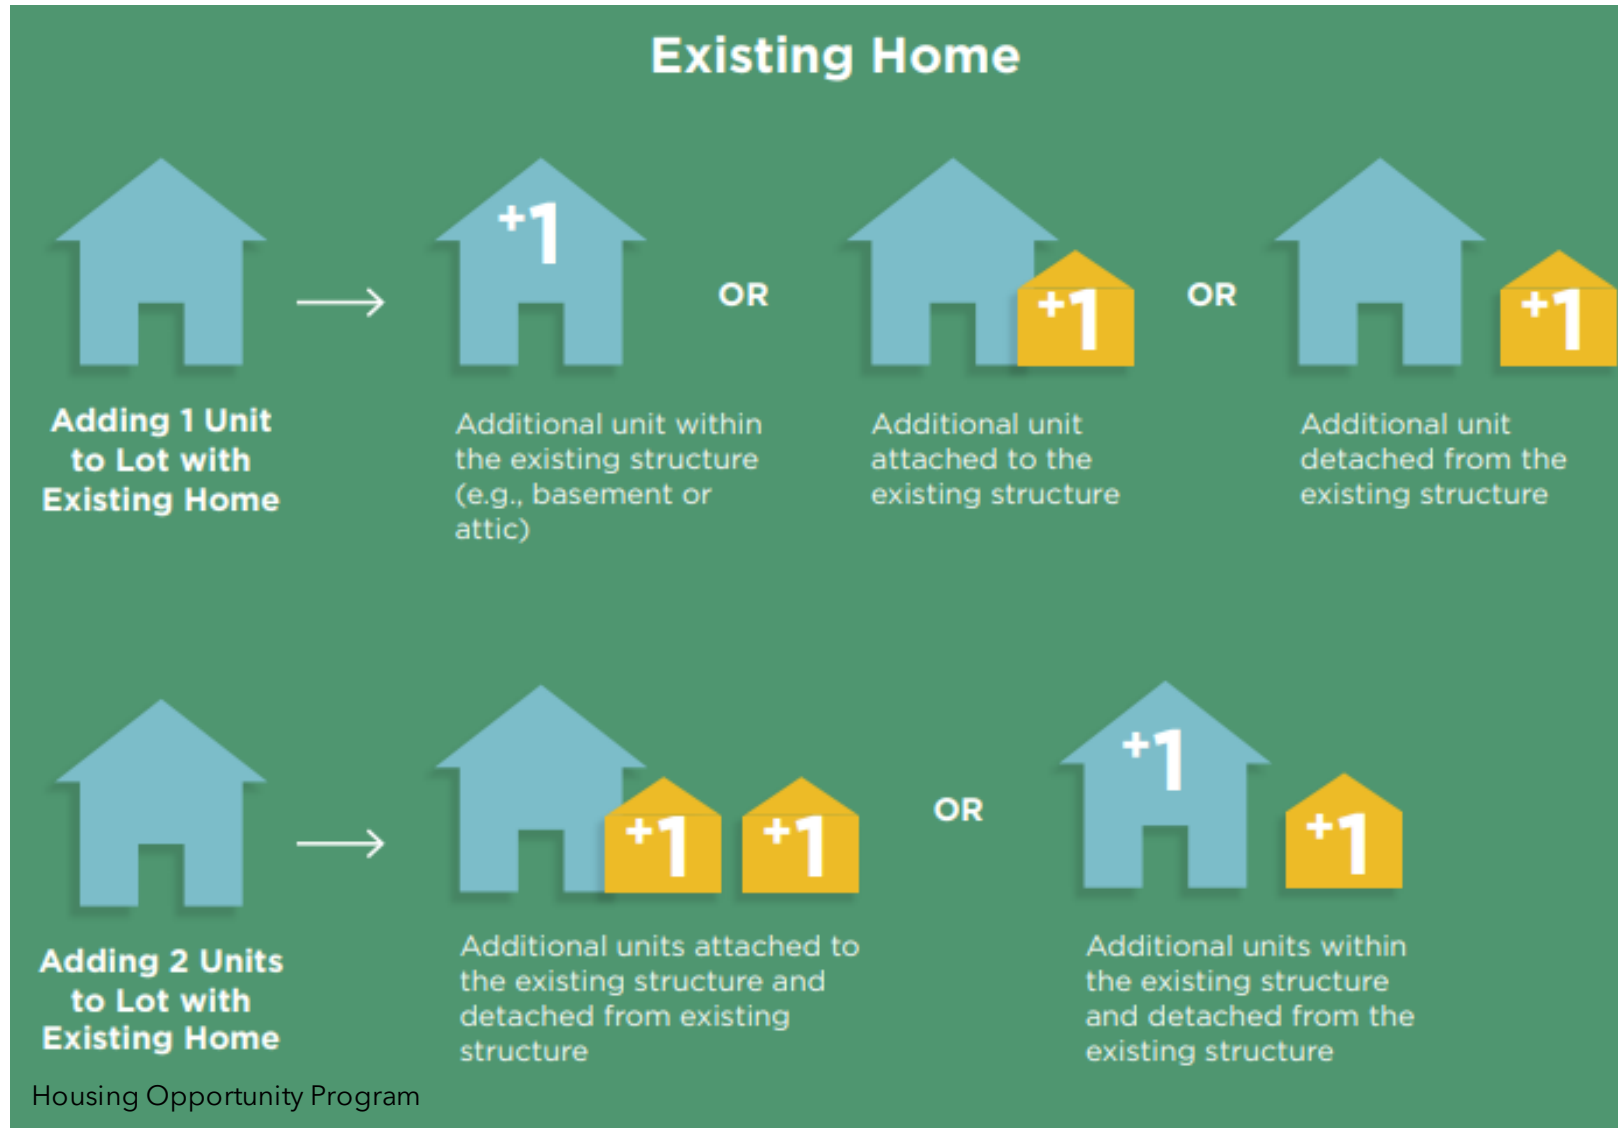 Existing Home
+1
OR
+1
OR
+1
Adding 1 Unit
to Lot with
Existing Home
Additional unit within
the existing structure
(e.g., basement or
attic)
Additional unit
attached to the
existing structure
Additional unit
detached from the
existing structure
+1
+1
OR
+1
+1
Adding 2 Units
to Lot with
Existing Home
Additional units attached to
the existing structure and
detached from existing
structure
Additional units within
the existing structure
and detached from the
existing structure
Housing Opportunity Program